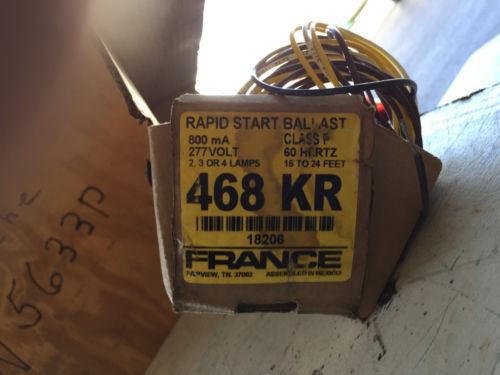 RAPID START BALLAST
800 mA CLASS P
277VOLT 60 HERTZ
2, 3 OR 4 LAMPS 16 TO 24 FEET
468 KR
18206
FRANCE
FAIRVIEW, TN. 37062 ASSEMBLED IN MEXICO
5633P